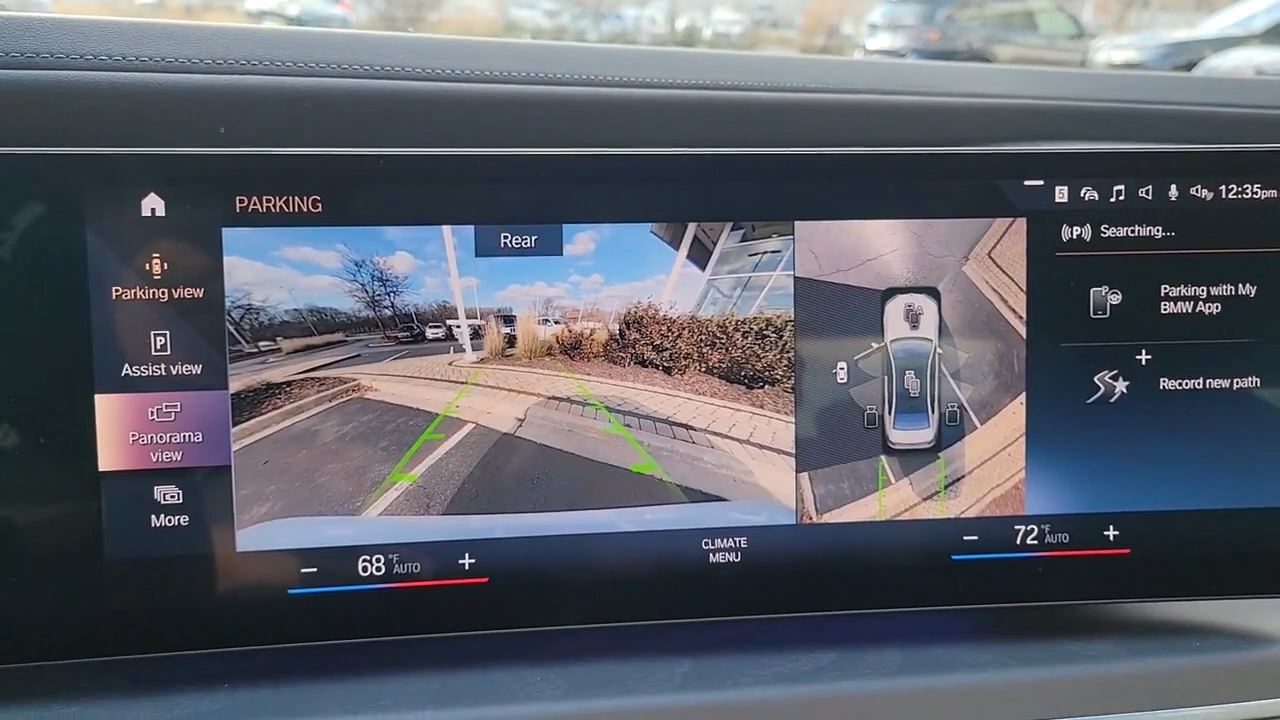 PARKING
5
12:35pm
Parking view
Assist view
Panorama
view
More
Rear
((P)) Searching...
Parking with My
BMW App
Record new path
− 68 °F AUTO +
CLIMATE
MENU
− 72 °F AUTO +